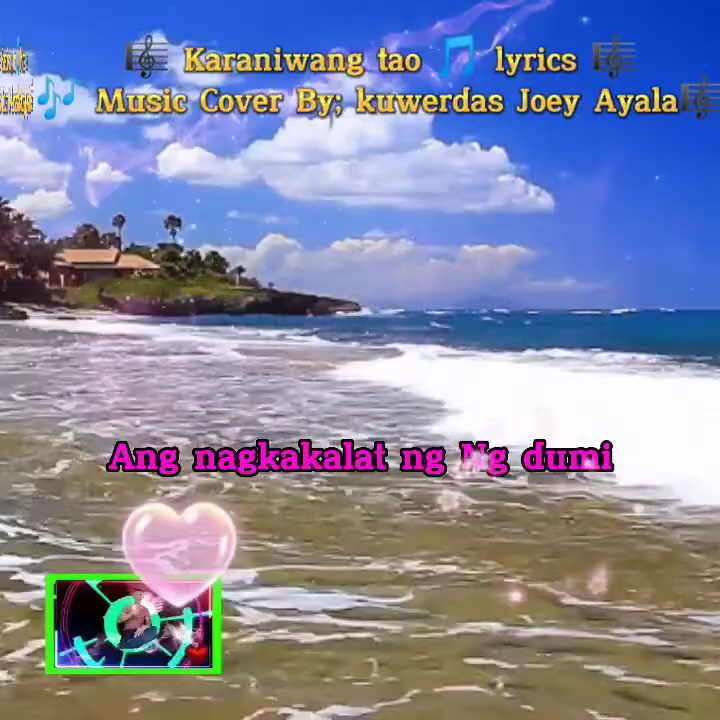 Karaniwang tao lyrics
Music Cover By; kuwerdas Joey Ayala
Ang nagkakalat ng Ng dumi